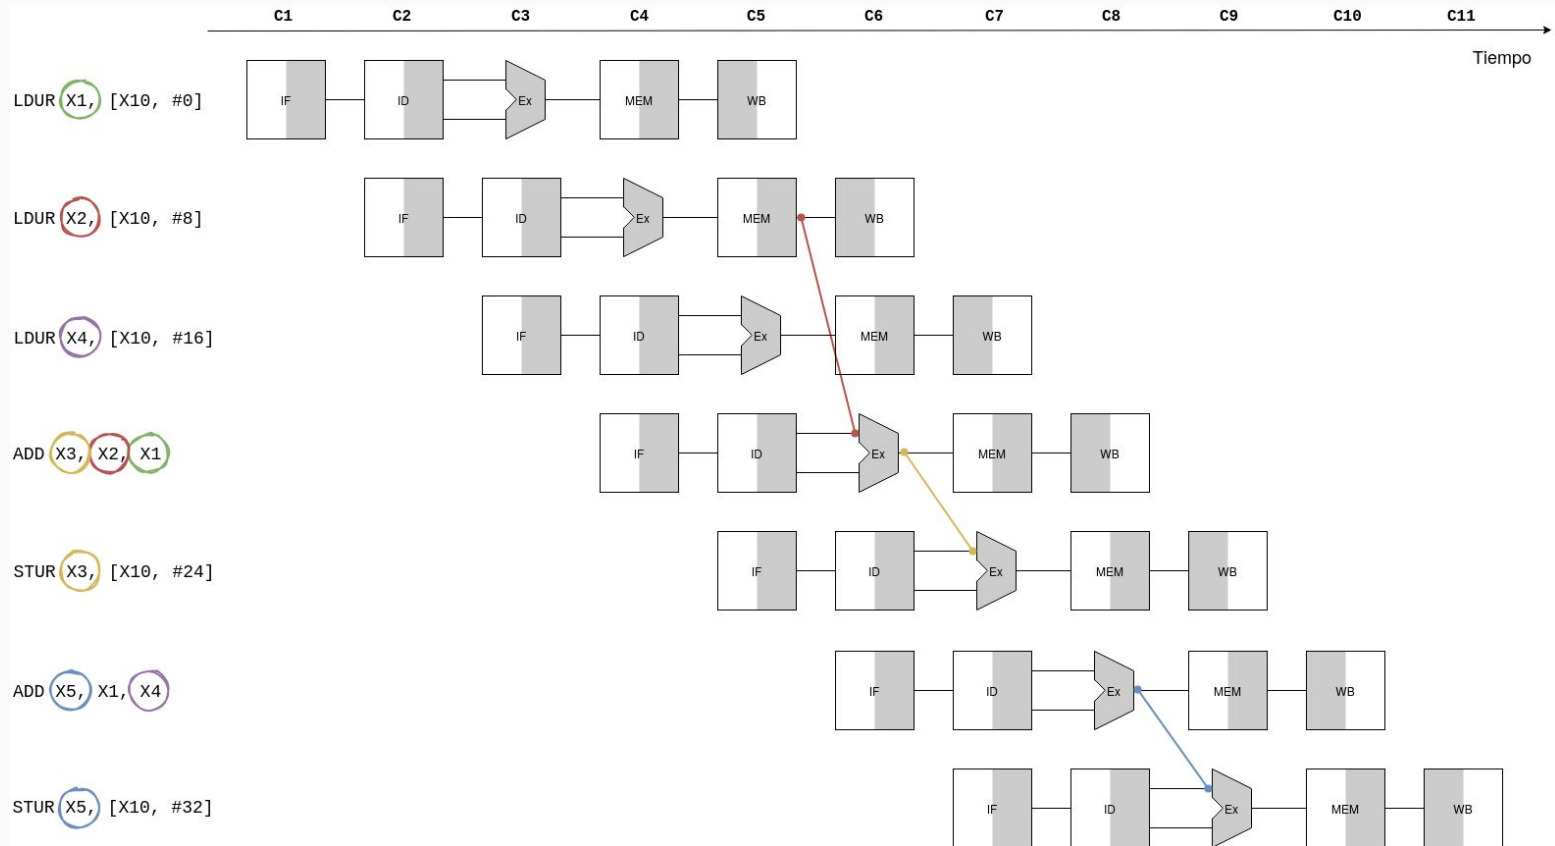 C1 C2 C3 C4 C5 C6 C7 C8 C9 C10 C11
Tiempo
LDUR X1, [X10, #0] IF ID Ex MEM WB
LDUR X2, [X10, #8] IF ID Ex MEM WB
LDUR X4, [X10, #16] IF ID Ex MEM WB
ADD X3, X2, X1 IF ID Ex MEM WB
STUR X3, [X10, #24] IF ID Ex MEM WB
ADD X5, X1, X4 IF ID Ex MEM WB
STUR X5, [X10, #32] IF ID Ex MEM WB